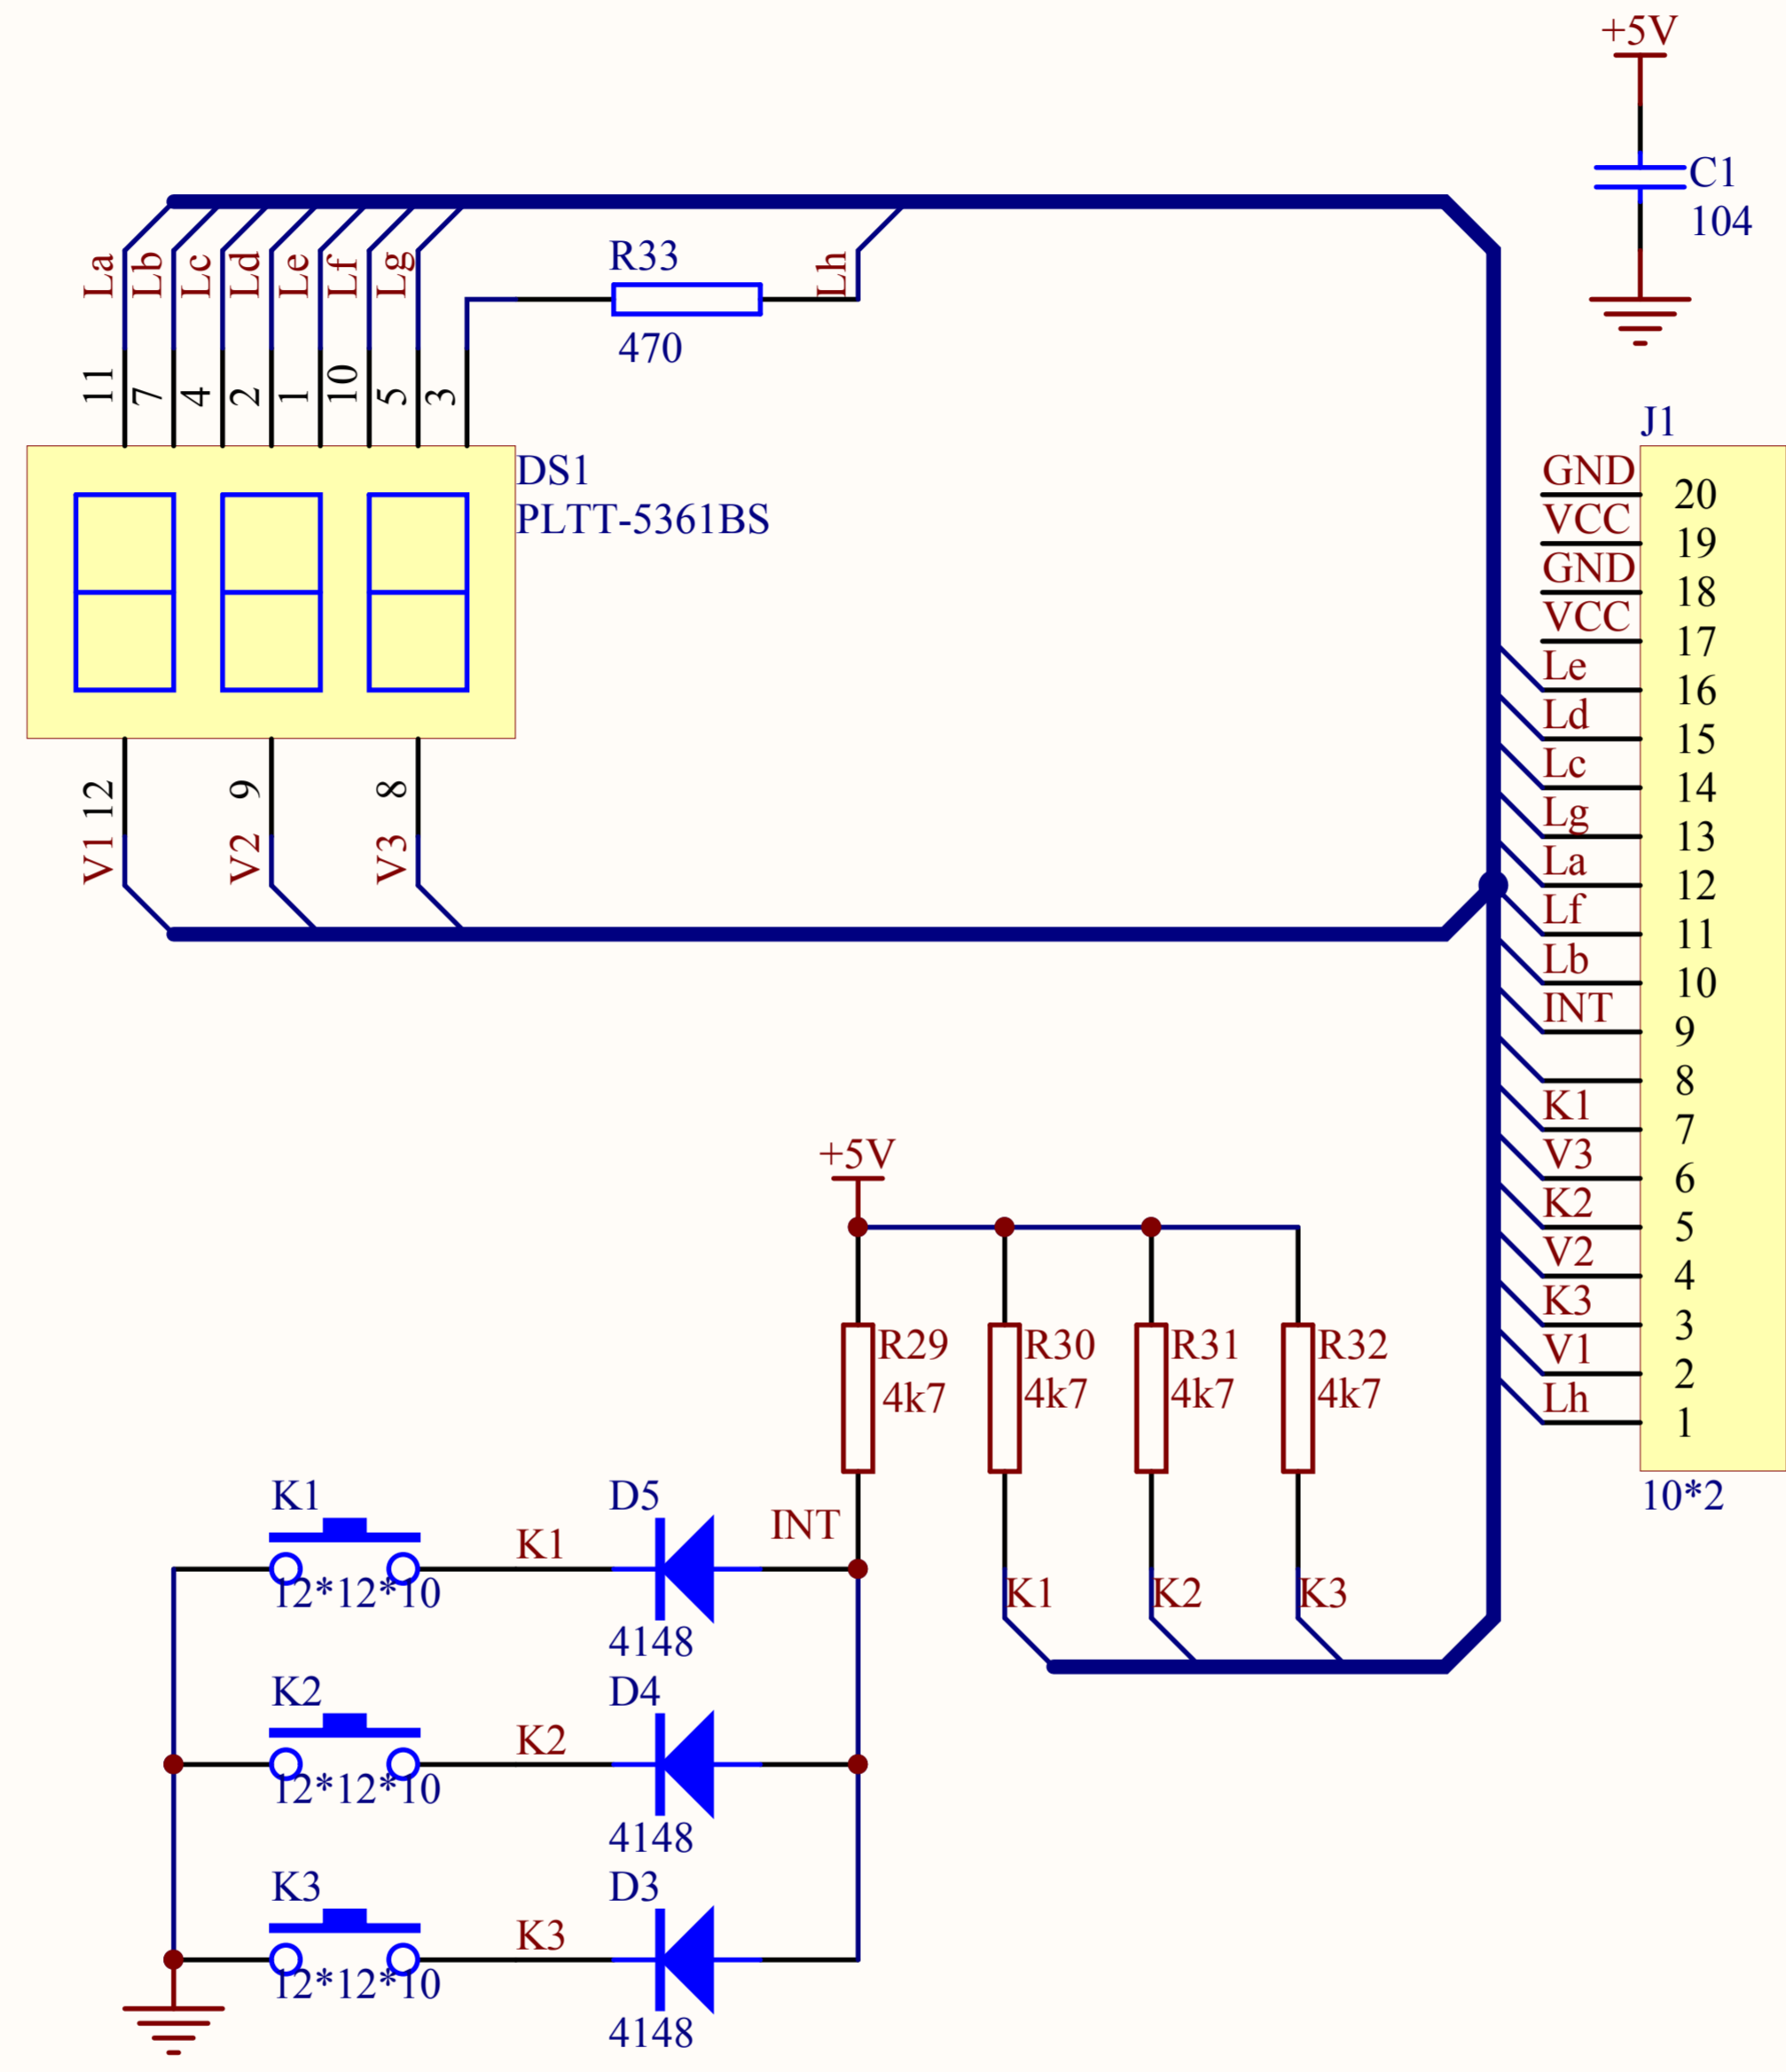 +5V
C1
104
La
Lb
Lc
Ld
Le
Lf
Lg
R33
470
Lh
11
7
4
2
1
10
5
3
DS1
PLTT-5361BS
12
V1
9
V2
8
V3
J1
GND 20
VCC 19
GND 18
VCC 17
Le 16
Ld 15
Lc 14
Lg 13
La 12
Lf 11
Lb 10
INT 9
8
K1 7
V3 6
K2 5
V2 4
K3 3
V1 2
Lh 1
10*2
+5V
R29
4k7
R30
4k7
R31
4k7
R32
4k7
INT
K1
K2
K3
K1
12*12*10
K1
D5
4148
K2
12*12*10
K2
D4
4148
K3
12*12*10
K3
D3
4148